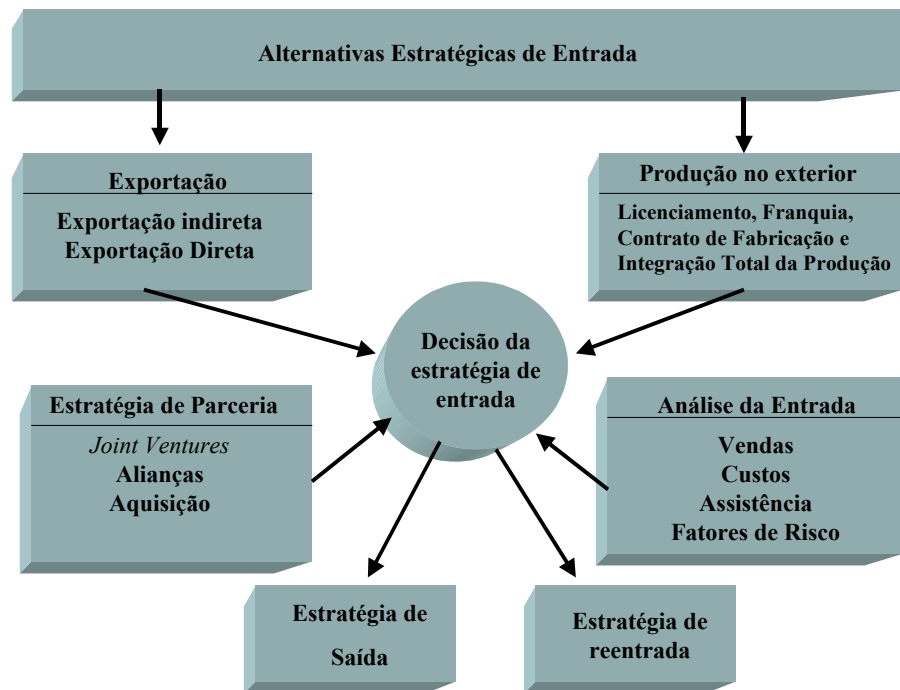 Alternativas Estratégicas de Entrada
Exportação
Exportação indireta
Exportação Direta
Produção no exterior
Licenciamento, Franquia,
Contrato de Fabricação e
Integração Total da Produção
Decisão da
estratégia de
entrada
Estratégia de Parceria
Joint Ventures
Alianças
Aquisição
Análise da Entrada
Vendas
Custos
Assistência
Fatores de Risco
Estratégia de
Saída
Estratégia de
reentrada